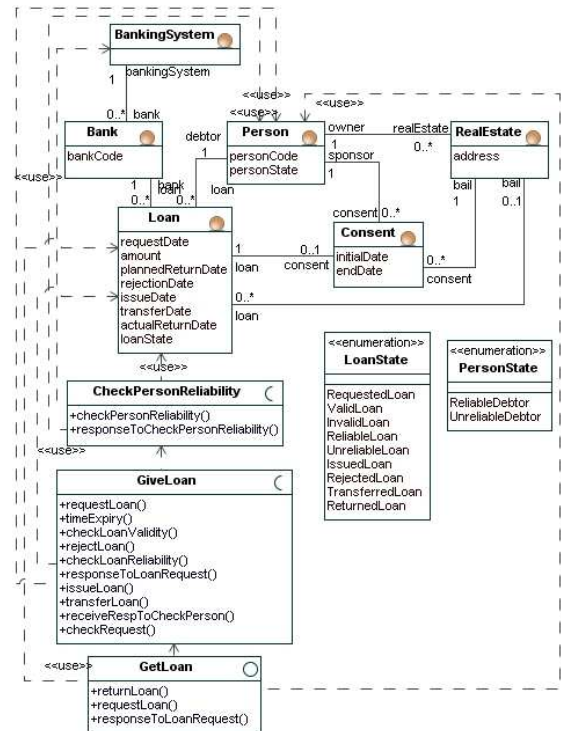 BankingSystem
1
bankingSystem
<<use>>
<<use>>
<<use>>
0..*
bank
Bank
bankCode
debtor
1
Person
personCode
personState
owner
1
realEstate
0..*
RealEstate
address
sponsor
1
<<use>>
1
bank
loan
0..*
loan
0..*
bail
1
bail
0..1
Loan
requestDate
amount
plannedReturnDate
rejectionDate
issueDate
transferDate
actualReturnDate
loanState
consent
0..*
Consent
initialDate
endDate
1
loan
0..1
consent
0..*
consent
0..*
loan
<<enumeration>>
LoanState
RequestedLoan
ValidLoan
InvalidLoan
ReliableLoan
UnreliableLoan
IssuedLoan
RejectedLoan
TransferredLoan
ReturnedLoan
<<enumeration>>
PersonState
ReliableDebtor
UnreliableDebtor
<<use>>
CheckPersonReliability
+checkPersonReliability()
+responseToCheckPersonReliability()
<<use>>
GiveLoan
+requestLoan()
+timeExpiry()
+checkLoanValidity()
+rejectLoan()
+checkLoanReliability()
+responseToLoanRequest()
+issueLoan()
+transferLoan()
+receiveRespToCheckPerson()
+checkRequest()
<<use>>
GetLoan
+returnLoan()
+requestLoan()
+responseToLoanRequest()